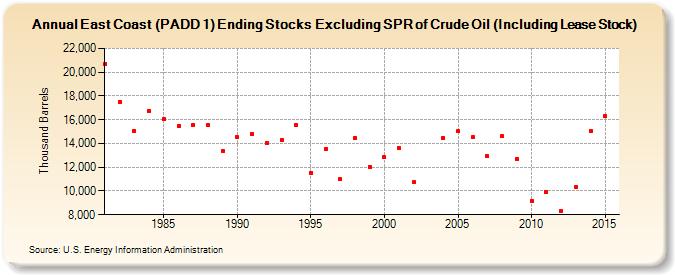 Annual East Coast (PADD 1) Ending Stocks Excluding SPR of Crude Oil (Including Lease Stock)
Thousand Barrels
22,000
20,000
18,000
16,000
14,000
12,000
10,000
8,000
1985 1990 1995 2000 2005 2010 2015
Source: U.S. Energy Information Administration